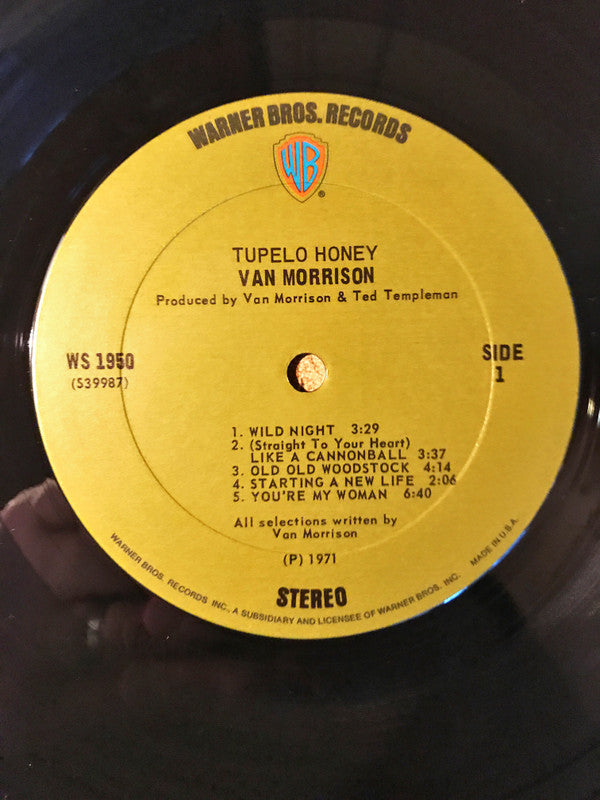 WARNER BROS. RECORDS
WB
®
TUPELO HONEY
VAN MORRISON
Produced by Van Morrison & Ted Templeman
WS 1950
(S39987)
SIDE
1
1. WILD NIGHT 3:29
2. (Straight To Your Heart)
LIKE A CANNONBALL 3:37
3. OLD OLD WOODSTOCK 4:14
4. STARTING A NEW LIFE 2:06
5. YOU'RE MY WOMAN 6:40
All selections written by
Van Morrison
(P) 1971
STEREO
WARNER BROS. RECORDS INC., A SUBSIDIARY AND LICENSEE OF WARNER BROS. INC. MADE IN U.S.A.